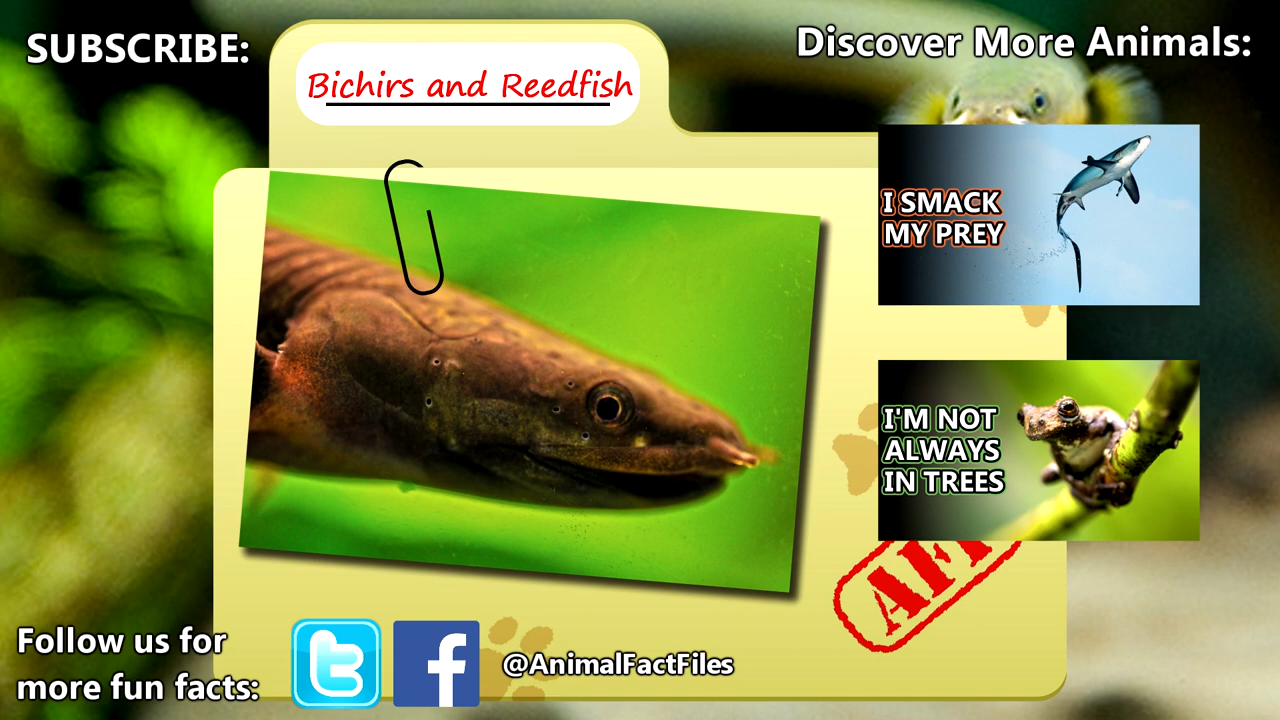 SUBSCRIBE:
Discover More Animals:
Bichirs and Reedfish
I SMACK
MY PREY
I'M NOT
ALWAYS
IN TREES
AFF
Follow us for
more fun facts:
@AnimalFactFiles